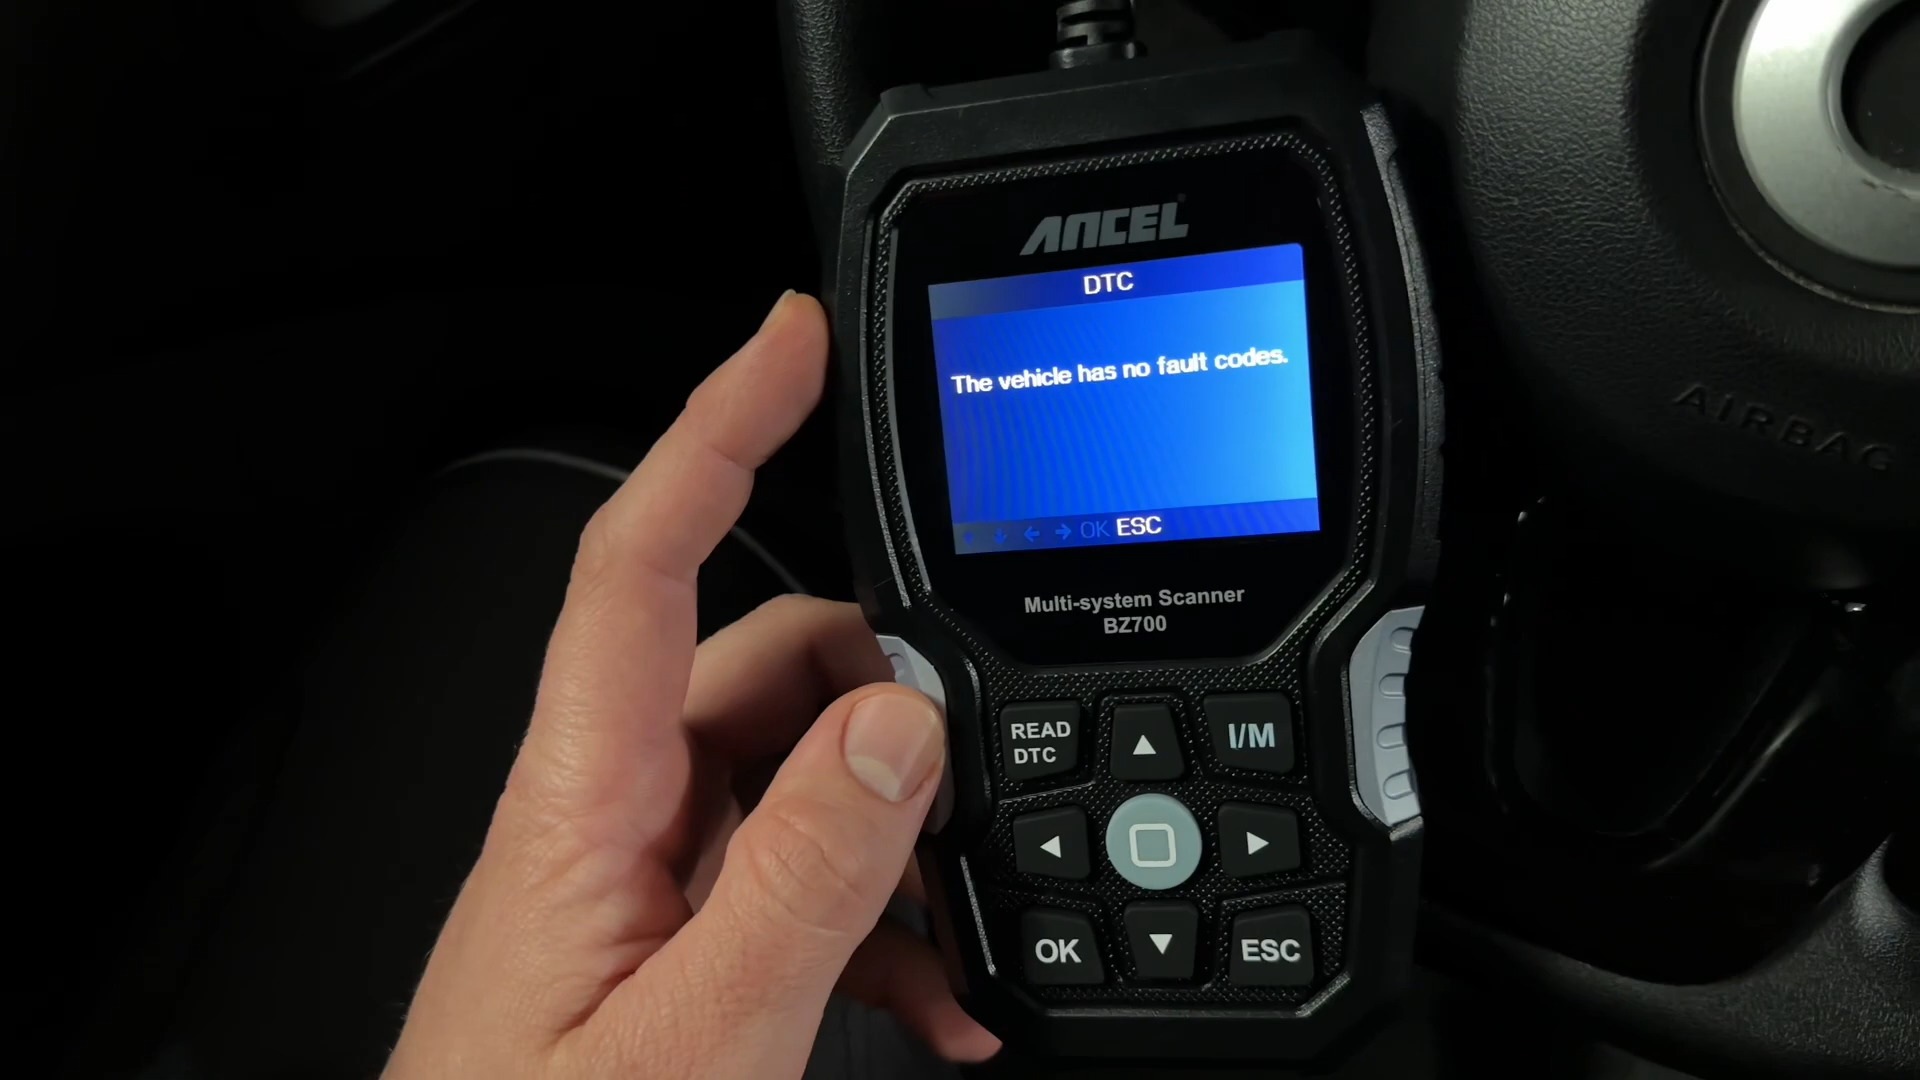 ANCEL
DTC
The vehicle has no fault codes.
OK ESC
Multi-system Scanner
BZ700
READ
DTC
I/M
OK
ESC
AIRBAG